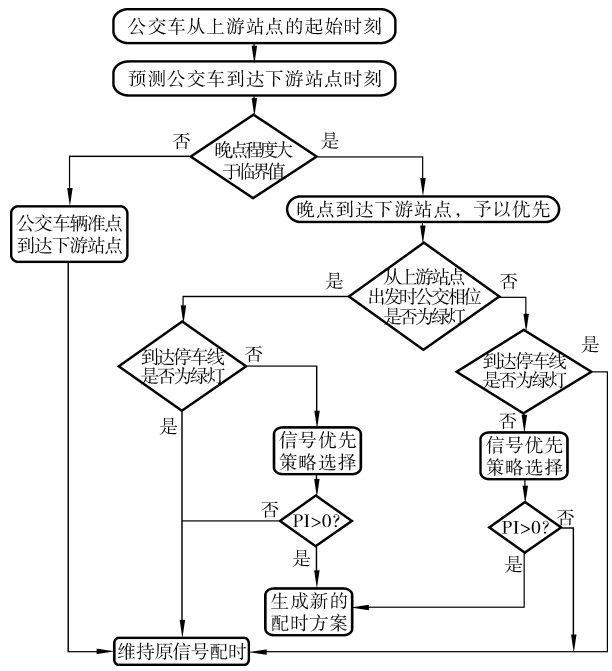 公交车从上游站点的起始时刻
预测公交车到达下游站点时刻
否
是
晚点程度大
于临界值
公交车辆准点
到达下游站点
晚点到达下游站点，予以优先
是
从上游站点
出发时公交相位
是否为绿灯
否
到达停车线
是否为绿灯
否
是
到达停车线
是否为绿灯
是
否
信号优先
策略选择
信号优先
策略选择
否
PI>0?
是
PI>0?
否
是
生成新的
配时方案
维持原信号配时